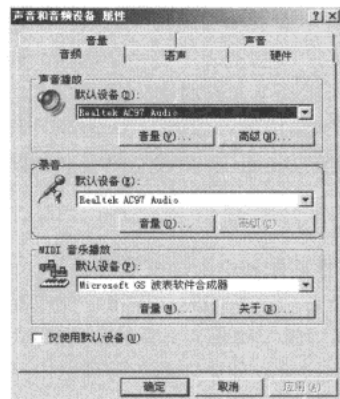 声音和音频设备 属性
音量 声音
音频 语声 硬件
声音播放
默认设备(D):
Realtek AC97 Audio
音量(V)... 高级(N)...
录音
默认设备(E):
Realtek AC97 Audio
音量(O)... 高级(C)...
MIDI 音乐播放
默认设备(F):
Microsoft GS 波表软件合成器
音量(M)... 关于(B)...
仅使用默认设备(U)
确定 取消 应用(A)